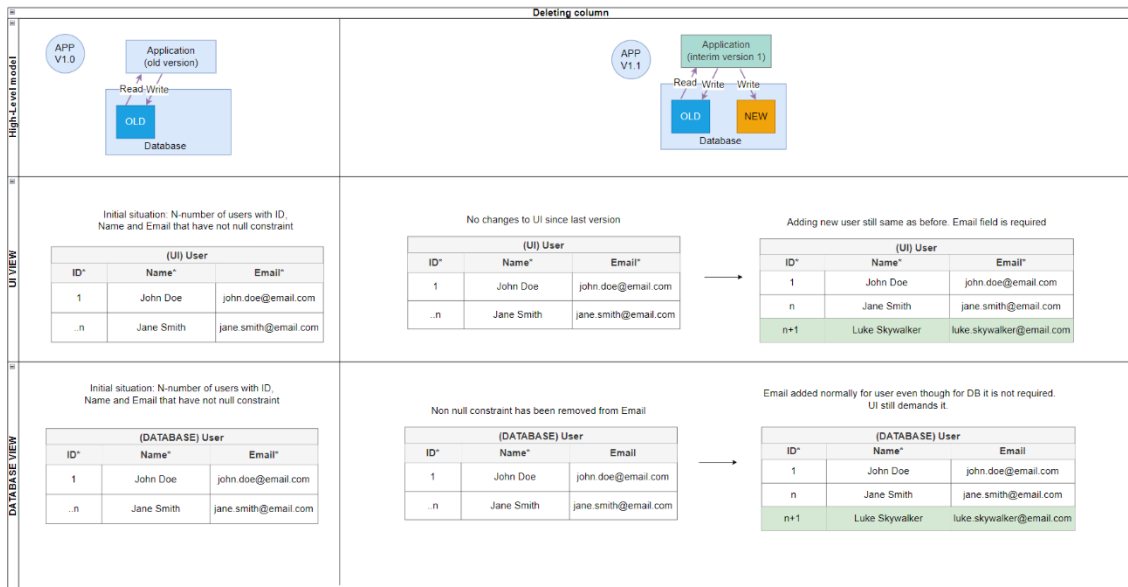 Deleting column
High-Level model
APP
V1.0
Application
(old version)
Read Write
OLD
Database
APP
V1.1
Application
(interim version 1)
Read Write Write
OLD NEW
Database
UI VIEW
Initial situation: N-number of users with ID,
Name and Email that have not null constraint
(UI) User
ID* Name* Email*
1 John Doe john.doe@email.com
..n Jane Smith jane.smith@email.com
No changes to UI since last version
(UI) User
ID* Name* Email*
1 John Doe john.doe@email.com
..n Jane Smith jane.smith@email.com
Adding new user still same as before. Email field is required
(UI) User
ID* Name* Email*
1 John Doe john.doe@email.com
n Jane Smith jane.smith@email.com
n+1 Luke Skywalker luke.skywalker@email.com
DATABASE VIEW
Initial situation: N-number of users with ID,
Name and Email that have not null constraint
(DATABASE) User
ID* Name* Email*
1 John Doe john.doe@email.com
..n Jane Smith jane.smith@email.com
Non null constraint has been removed from Email
(DATABASE) User
ID* Name* Email
1 John Doe john.doe@email.com
..n Jane Smith jane.smith@email.com
Email added normally for user even though for DB it is not required.
UI still demands it.
(DATABASE) User
ID* Name* Email
1 John Doe john.doe@email.com
n Jane Smith jane.smith@email.com
n+1 Luke Skywalker luke.skywalker@email.com